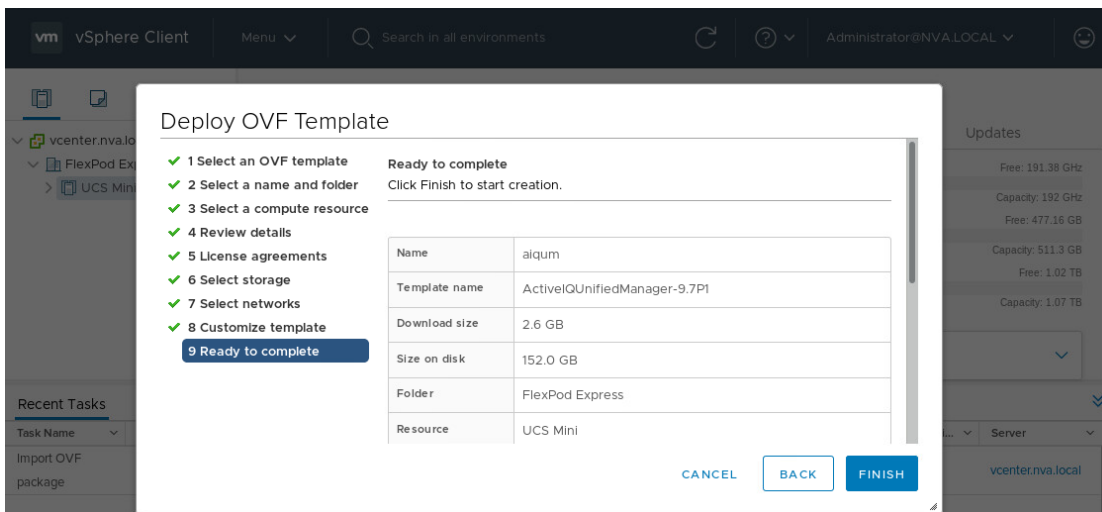 vm vSphere Client Menu Search in all environments Administrator@NVA.LOCAL
vcenter.nva.lo
FlexPod Exp
UCS Mini
Updates
Free: 191.38 GHz
Capacity: 192 GHz
Free: 477.16 GB
Capacity: 511.3 GB
Free: 1.02 TB
Capacity: 1.07 TB
Deploy OVF Template
1 Select an OVF template
2 Select a name and folder
3 Select a compute resource
4 Review details
5 License agreements
6 Select storage
7 Select networks
8 Customize template
9 Ready to complete
Ready to complete
Click Finish to start creation.
Name aiqum
Template name ActiveIQUnifiedManager-9.7P1
Download size 2.6 GB
Size on disk 152.0 GB
Folder FlexPod Express
Resource UCS Mini
CANCEL BACK FINISH
Recent Tasks
Task Name Server
Import OVF
package
vcenter.nva.local